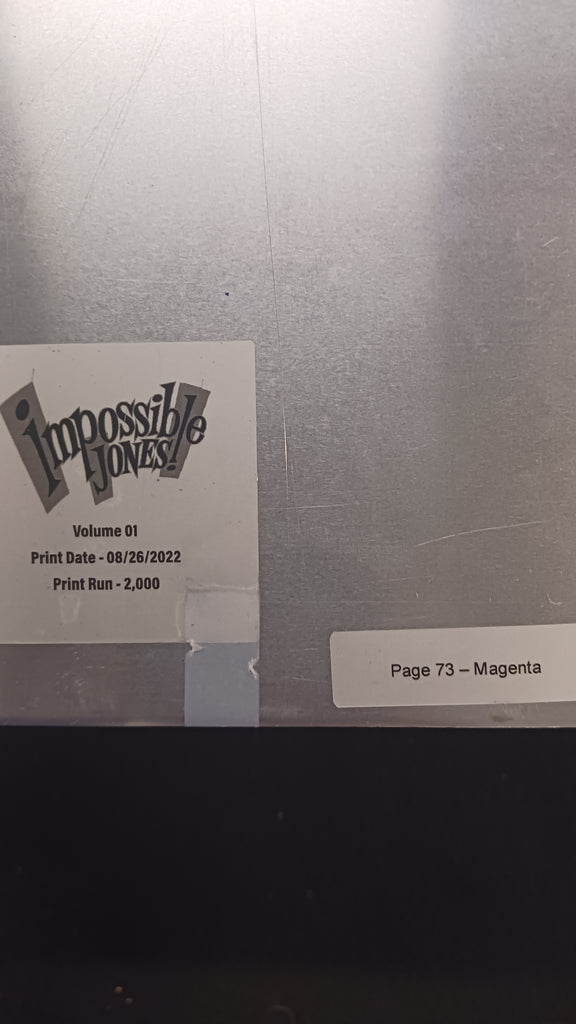 impossible
JONES!
Volume 01
Print Date - 08/26/2022
Print Run - 2,000
Page 73 – Magenta